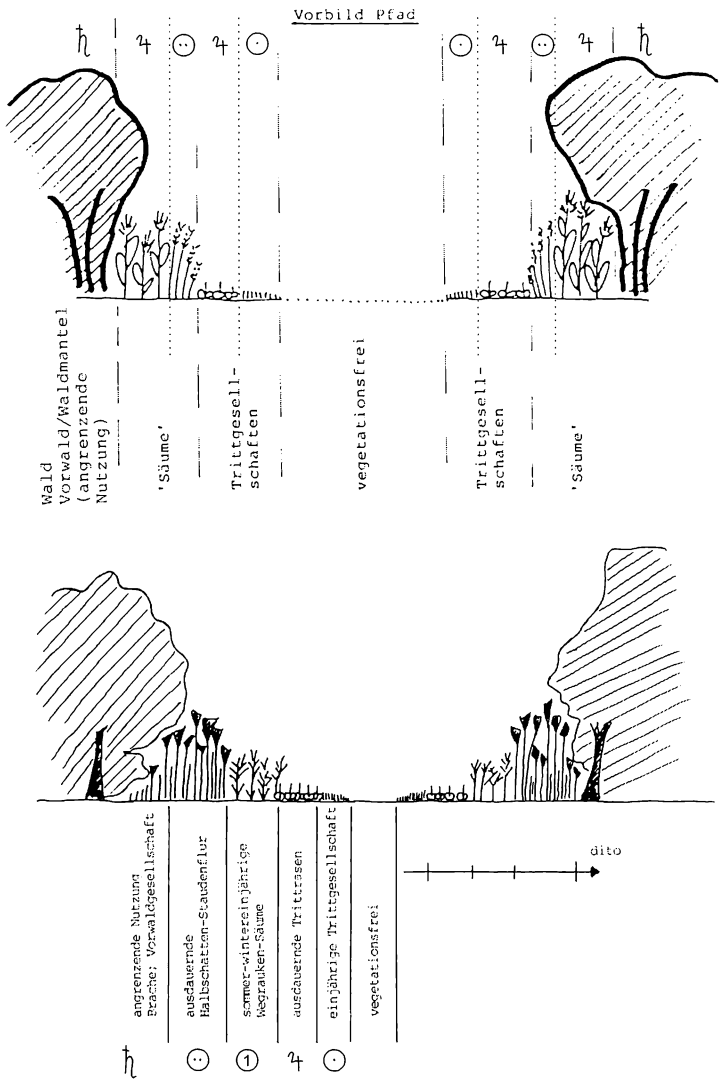 Vorbild Pfad
ħ ♃ ⊙ ♃ ⊙ ⊙ ♃ ⊙ ♃ ħ
Wald
Vorwald/Waldmantel
(angrenzende
Nutzung)
'Säume'
Trittgesell-
schaften
vegetationsfrei
Trittgesell-
schaften
'Säume'
dito
angrenzende Nutzung
Brache; Vorwaldgesellschaft
ausdauernde
Halbschatten-Staudenflur
sommer-wintereinjährige
Wegrauken-Säume
ausdauernde Trittrasen
einjährige Trittgesellschaft
vegetationsfrei
ħ ⊙ ① ♃ ⊙